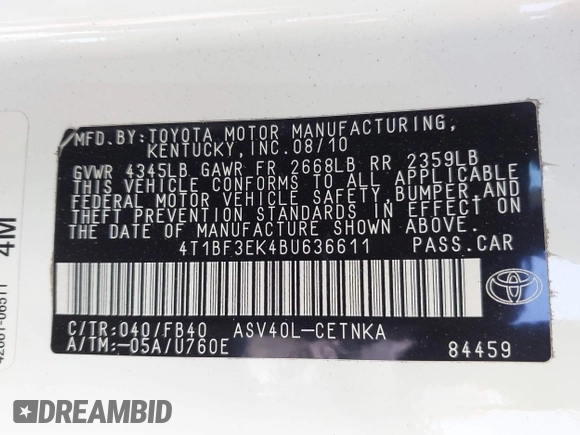 MFD.BY:TOYOTA MOTOR MANUFACTURING,
KENTUCKY, INC.08/10
GVWR 4345LB GAWR FR 2668LB RR 2359LB
THIS VEHICLE CONFORMS TO ALL APPLICABLE
FEDERAL MOTOR VEHICLE SAFETY, BUMPER, AND
THEFT PREVENTION STANDARDS IN EFFECT ON
THE DATE OF MANUFACTURE SHOWN ABOVE.
4T1BF3EK4BU636611 PASS.CAR
TOYOTA
C/TR:040/FB40 ASV40L-CETNKA
A/TM:-05A/U760E 84459
4M
DREAMBID